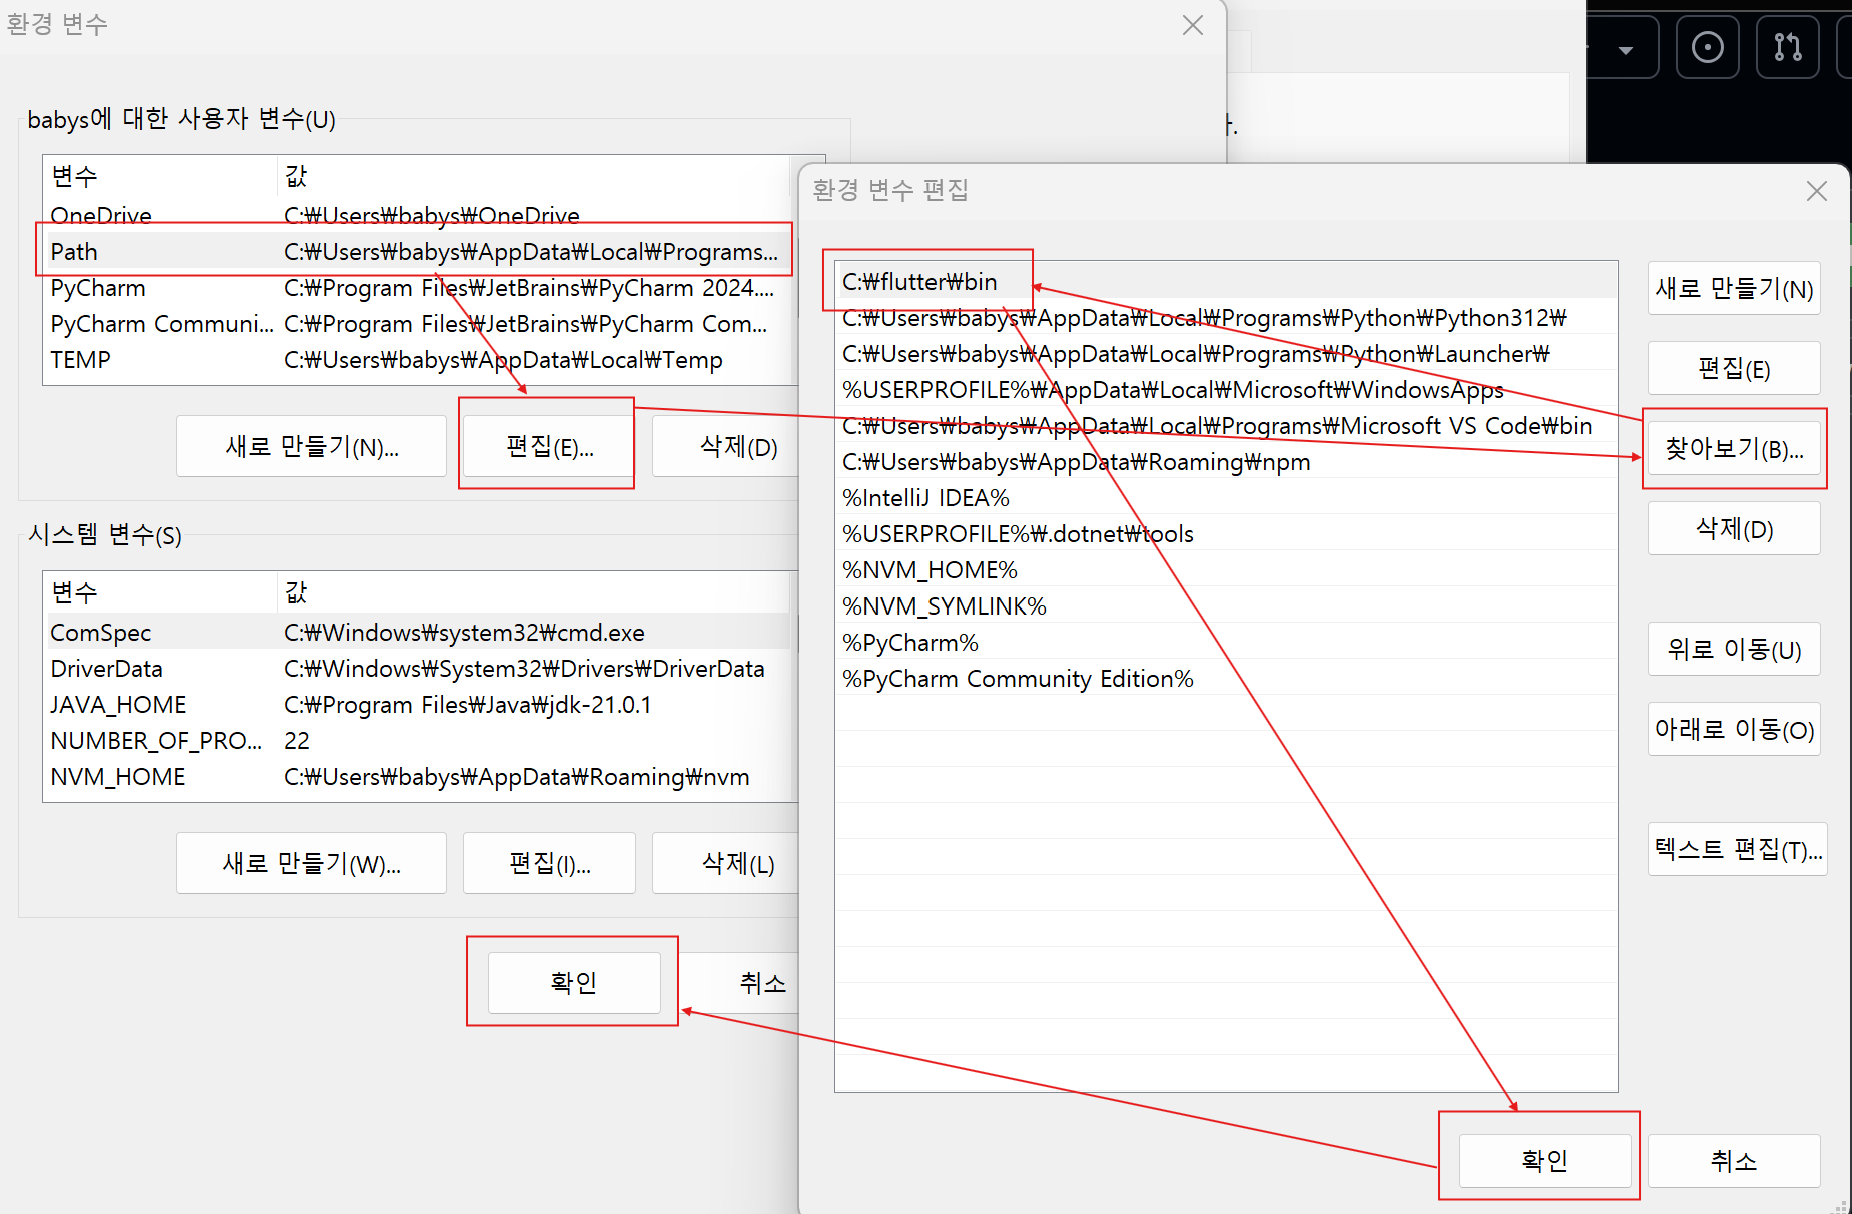 환경 변수
babys에 대한 사용자 변수(U)
변수 값
OneDrive C:₩Users₩babys₩OneDrive
Path C:₩Users₩babys₩AppData₩Local₩Programs...
PyCharm C:₩Program Files₩JetBrains₩PyCharm 2024....
PyCharm Communi... C:₩Program Files₩JetBrains₩PyCharm Com...
TEMP C:₩Users₩babys₩AppData₩Local₩Temp
새로 만들기(N)... 편집(E)... 삭제(D)
시스템 변수(S)
변수 값
ComSpec C:₩Windows₩system32₩cmd.exe
DriverData C:₩Windows₩System32₩Drivers₩DriverData
JAVA_HOME C:₩Program Files₩Java₩jdk-21.0.1
NUMBER_OF_PRO... 22
NVM_HOME C:₩Users₩babys₩AppData₩Roaming₩nvm
새로 만들기(W)... 편집(I)... 삭제(L)
확인 취소
환경 변수 편집
C:₩flutter₩bin
C:₩Users₩babys₩AppData₩Local₩Programs₩Python₩Python312₩
C:₩Users₩babys₩AppData₩Local₩Programs₩Python₩Launcher₩
%USERPROFILE%₩AppData₩Local₩Microsoft₩WindowsApps
C:₩Users₩babys₩AppData₩Local₩Programs₩Microsoft VS Code₩bin
C:₩Users₩babys₩AppData₩Roaming₩npm
%IntelliJ IDEA%
%USERPROFILE%₩.dotnet₩tools
%NVM_HOME%
%NVM_SYMLINK%
%PyCharm%
%PyCharm Community Edition%
새로 만들기(N)
편집(E)
찾아보기(B)...
삭제(D)
위로 이동(U)
아래로 이동(O)
텍스트 편집(T)...
확인 취소